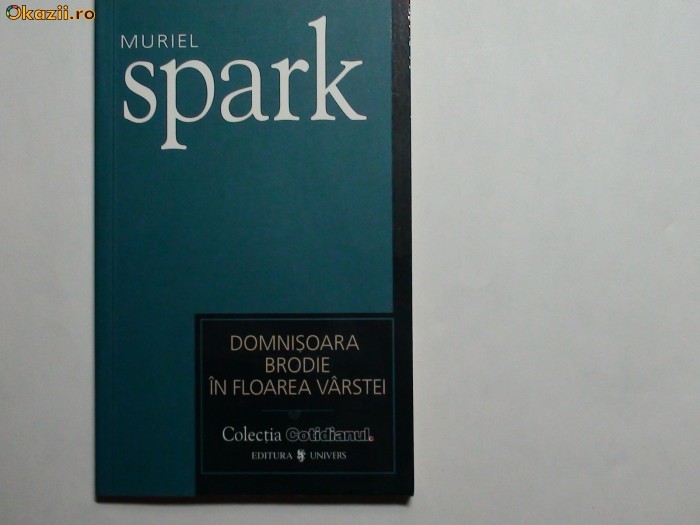 Okazii.ro
MURIEL
spark
DOMNIȘOARA
BRODIE
ÎN FLOAREA VÂRSTEI
Colecția Cotidianul.
EDITURA UNIVERS